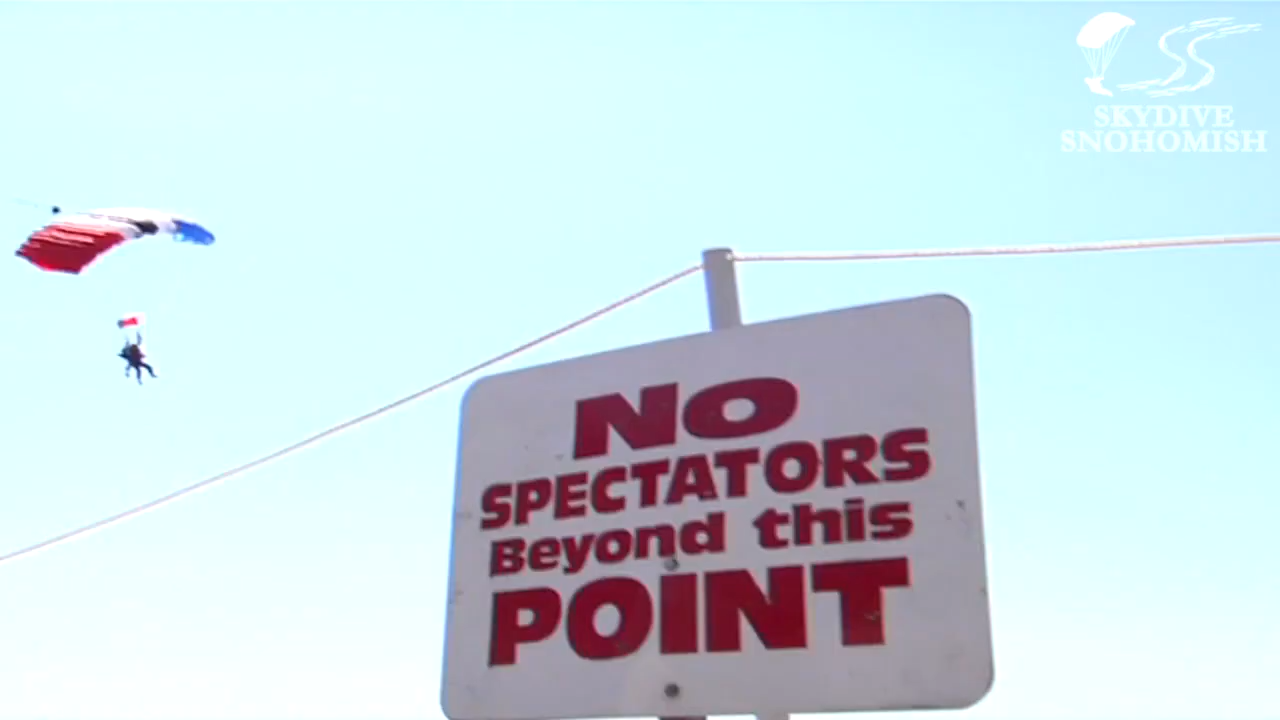 SKYDIVE
SNOHOMISH
NO
SPECTATORS
Beyond this
POINT